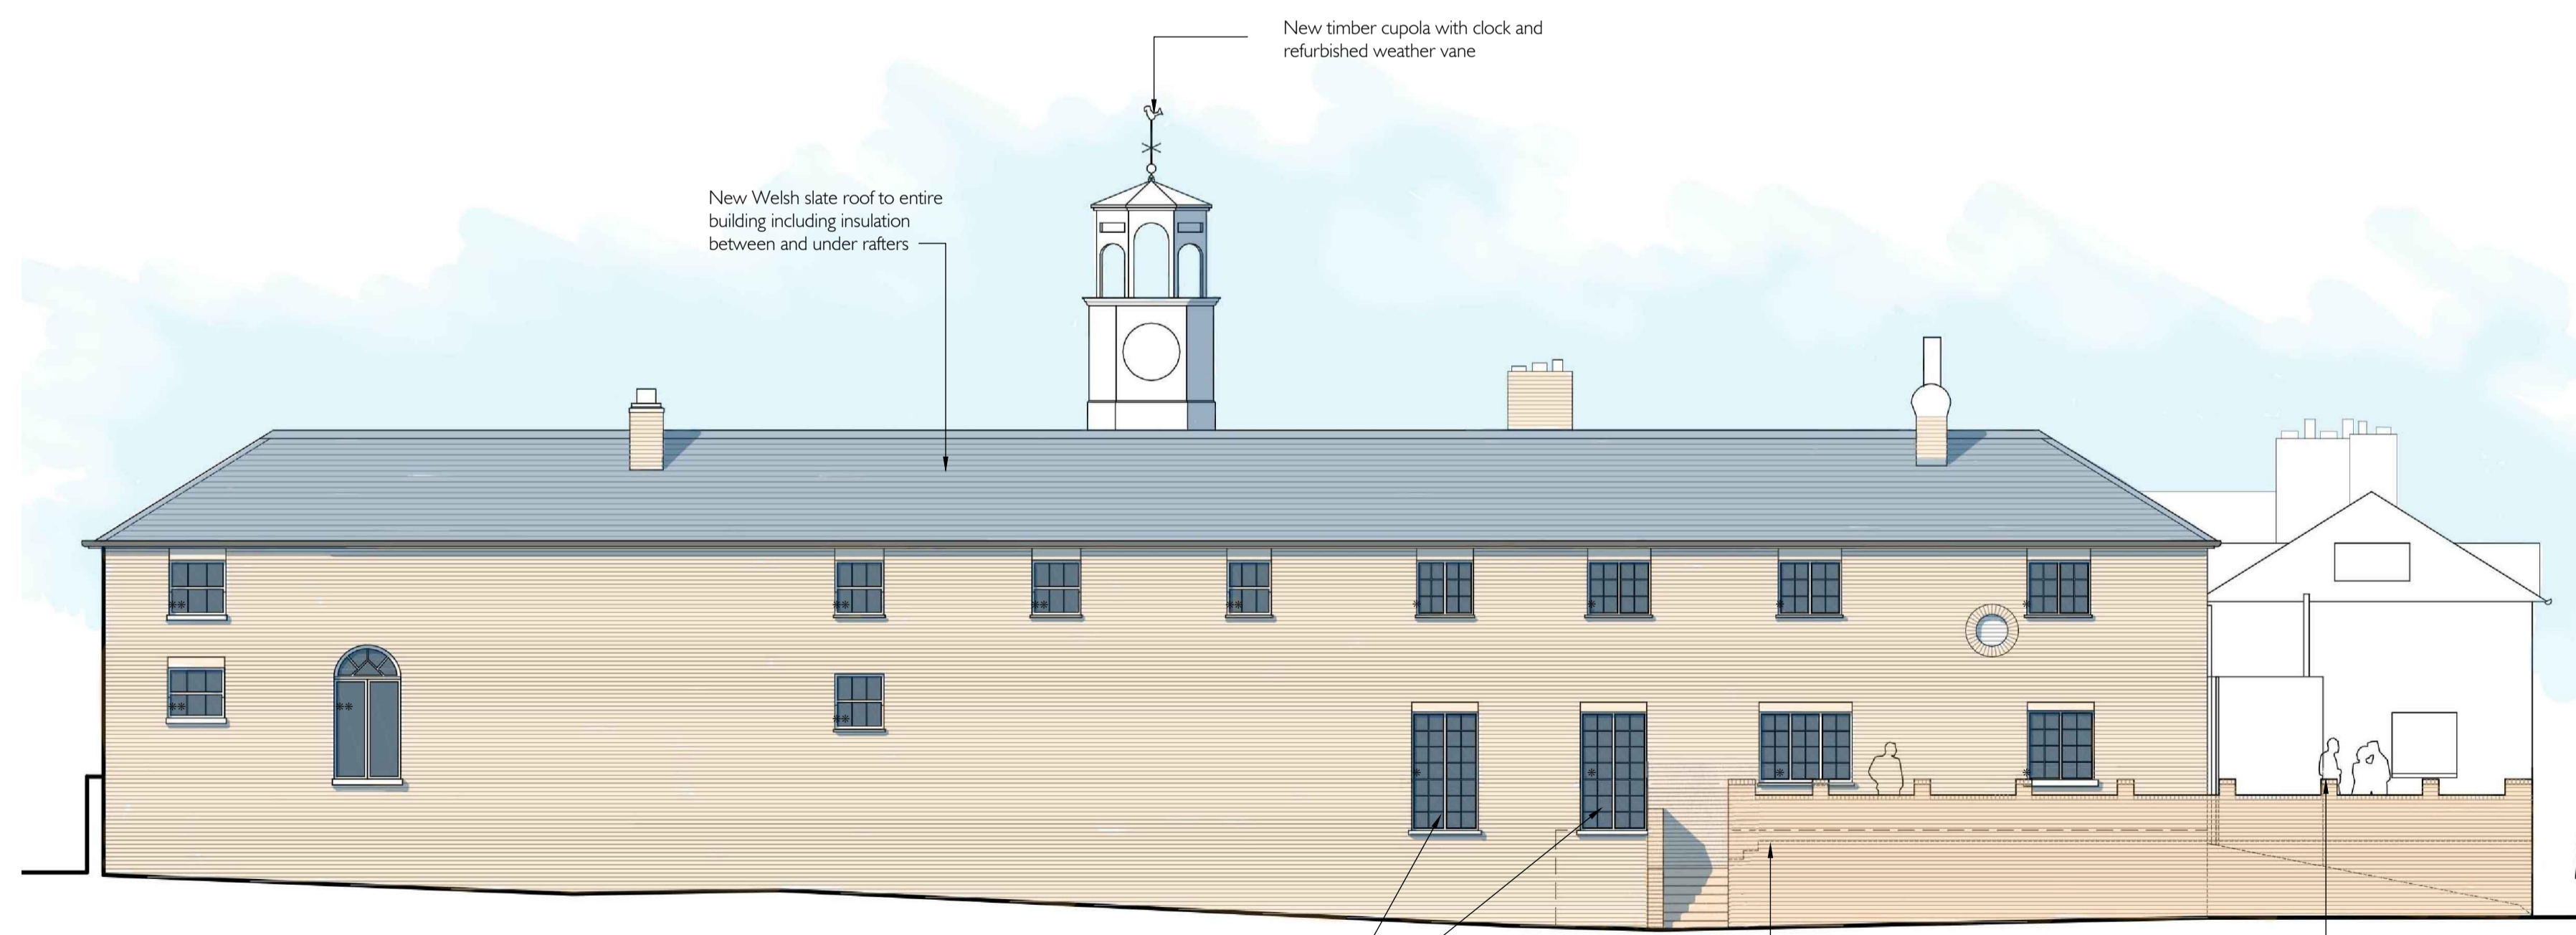 New timber cupola with clock and
refurbished weather vane
New Welsh slate roof to entire
building including insulation
between and under rafters